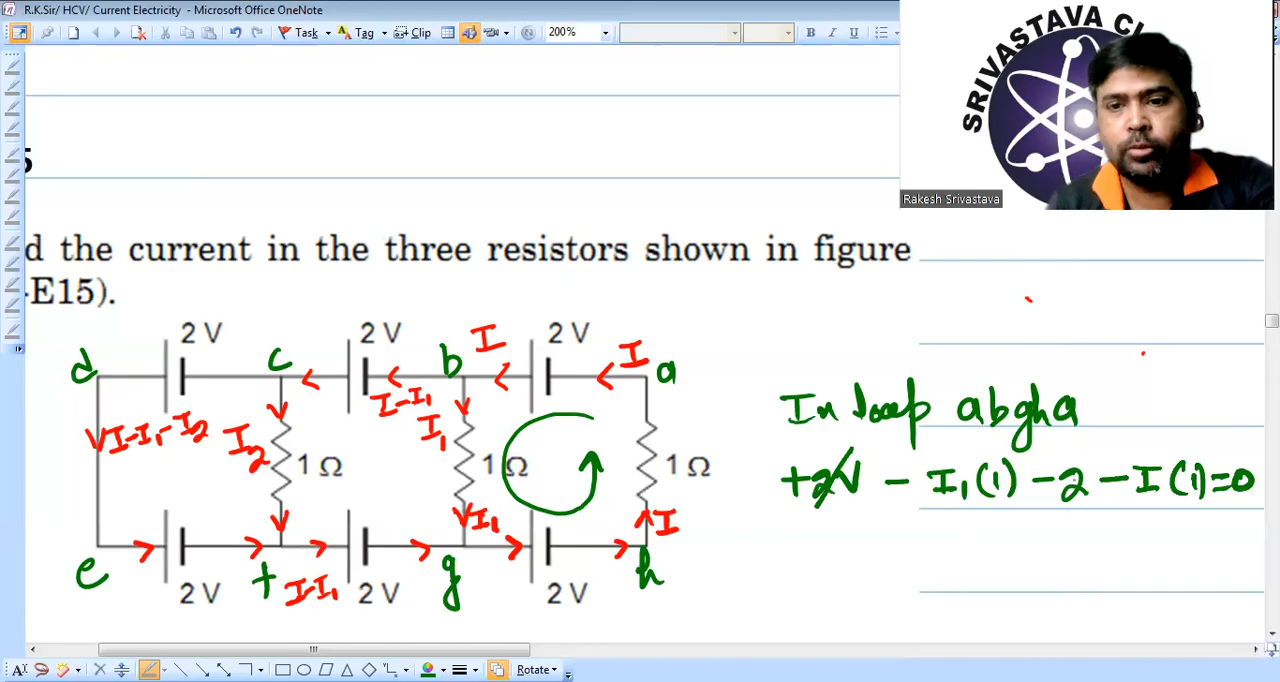 R.K.Sir/ HCV/ Current Electricity - Microsoft Office OneNote
Task
Tag
Clip
200%
B I U
SRIVASTAVA CL
Rakesh Srivastava
5
d the current in the three resistors shown in figure
-E15).
2 V 2 V I 2 V
d c b I a
I-I₁
I-I₁-I₂ I₂ 1 Ω I₁ 1 Ω 1 Ω
I₁ I
e f I-I₁ g h
2 V 2 V 2 V
In loop abgha
+2V - I₁(1) - 2 - I(1)=0
Rotate